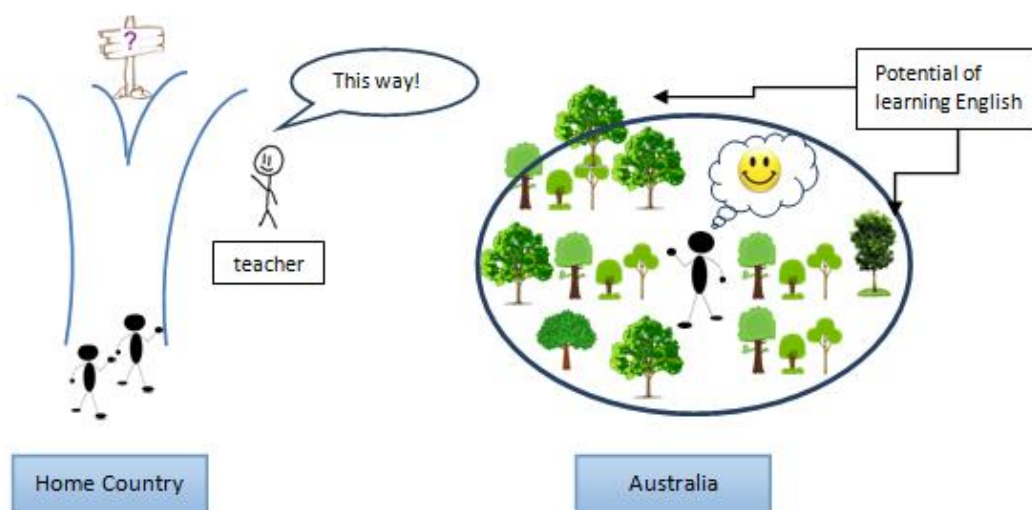 ?
This way!
teacher
Home Country
Potential of
learning English
Australia